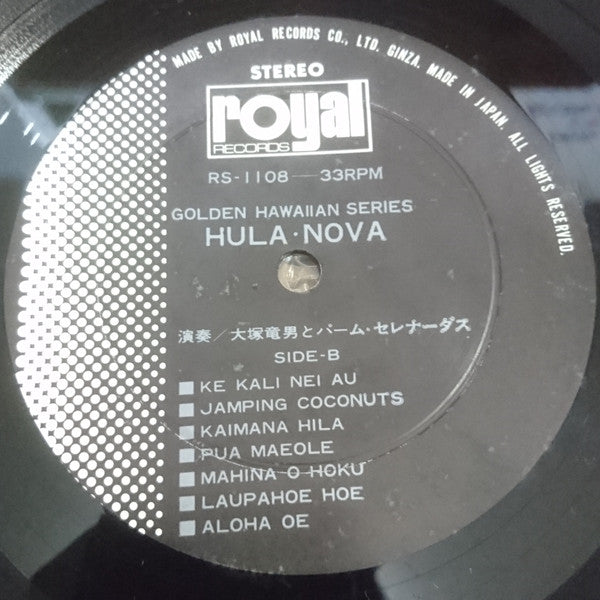 MADE BY ROYAL RECORDS CO., LTD. GINZA. MADE IN JAPAN. ALL LIGHTS RESERVED.
STEREO
royal
RECORDS
RS-1108—33RPM
GOLDEN HAWAIIAN SERIES
HULA・NOVA
演奏/大塚竜男とパーム・セレナーダス
SIDE-B
■ KE KALI NEI AU
■ JAMPING COCONUTS
■ KAIMANA HILA
■ PUA MAEOLE
■ MAHINA O HOKU
■ LAUPAHOE HOE
■ ALOHA OE